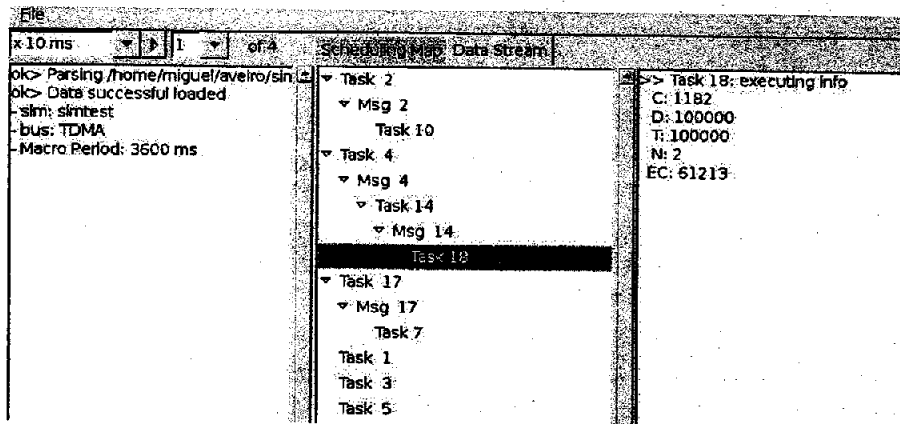 File
x 10 ms 1 of 4 Scheduling Map Data Stream
ok> Parsing /home/miguel/aveiro/sin
ok> Data successful loaded
- sim: simtest
- bus: TDMA
- Macro Period: 3600 ms
Task 2
Msg 2
Task 10
Task 4
Msg 4
Task 14
Msg 14
Task 18
Task 17
Msg 17
Task 7
Task 1
Task 3
Task 5
>> Task 18: executing info
C: 1182
D: 100000
T: 100000
N: 2
EC: 61213